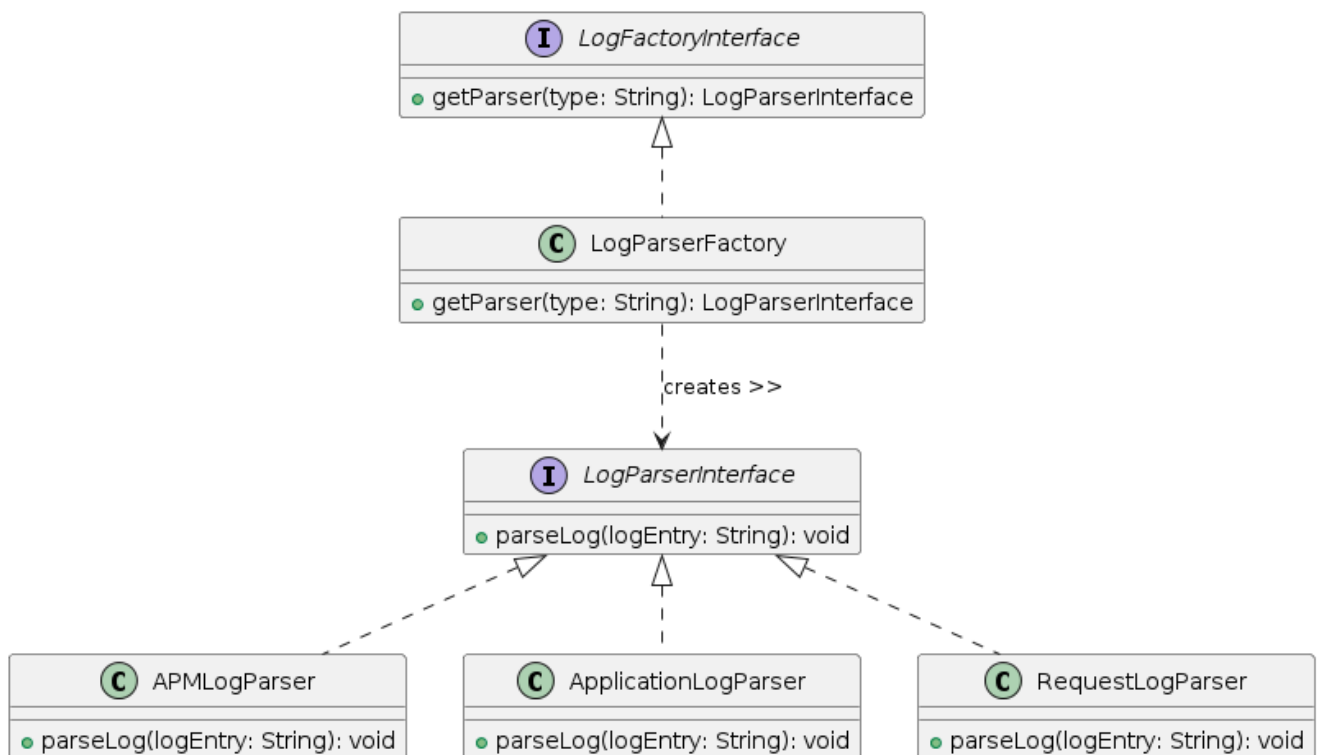 I LogFactoryInterface
getParser(type: String): LogParserInterface
C LogParserFactory
getParser(type: String): LogParserInterface
creates >>
I LogParserInterface
parseLog(logEntry: String): void
C APMLogParser
C ApplicationLogParser
C RequestLogParser
parseLog(logEntry: String): void
parseLog(logEntry: String): void
parseLog(logEntry: String): void